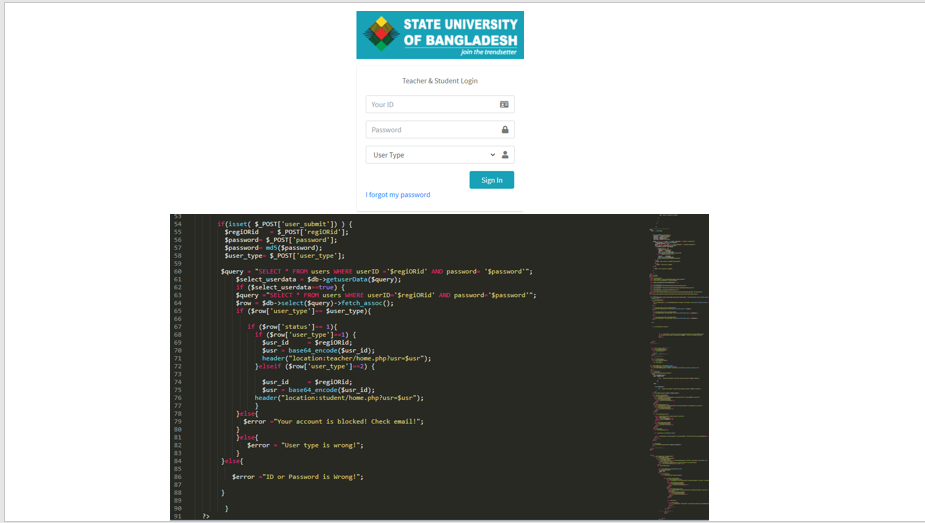 STATE UNIVERSITY
OF BANGLADESH
join the trendsetter
Teacher & Student Login
Your ID
Password
User Type
Sign In
I forgot my password
53
54 if(isset( $_POST['user_submit']) ) {
55 $regiORid = $_POST['regiORid'];
56 $password= $_POST['password'];
57 $password= md5($password);
58 $user_type= $_POST['user_type'];
59
60 $query = "SELECT * FROM users WHERE userID ='$regiORid' AND password= '$password'";
61 $select_userdata = $db->getuserData($query);
62 if ($select_userdata==true) {
63 $query ="SELECT * FROM users WHERE userID='$regiORid' AND password='$password'";
64 $row = $db->select($query)->fetch_assoc();
65 if ($row['user_type']== $user_type){
66
67 if ($row['status']== 1){
68 if ($row['user_type']==1) {
69 $usr_id = $regiORid;
70 $usr = base64_encode($usr_id);
71 header("location:teacher/home.php?usr=$usr");
72 }elseif ($row['user_type']==2) {
73
74 $usr_id = $regiORid;
75 $usr = base64_encode($usr_id);
76 header("location:student/home.php?usr=$usr");
77 }
78 }else{
79 $error ="Your account is blocked! Check email!";
80 }
81 }else{
82 $error = "User type is wrong!";
83 }
84 }else{
85
86 $error ="ID or Password is Wrong!";
87
88 }
89
90 }
91 ?>